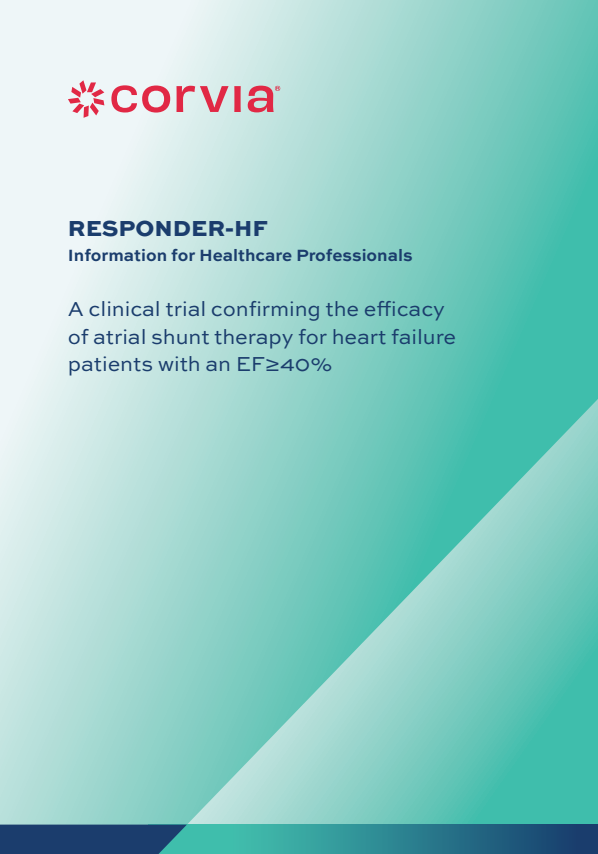 corvia®
RESPONDER-HF
Information for Healthcare Professionals
A clinical trial confirming the efficacy
of atrial shunt therapy for heart failure
patients with an EF≥40%